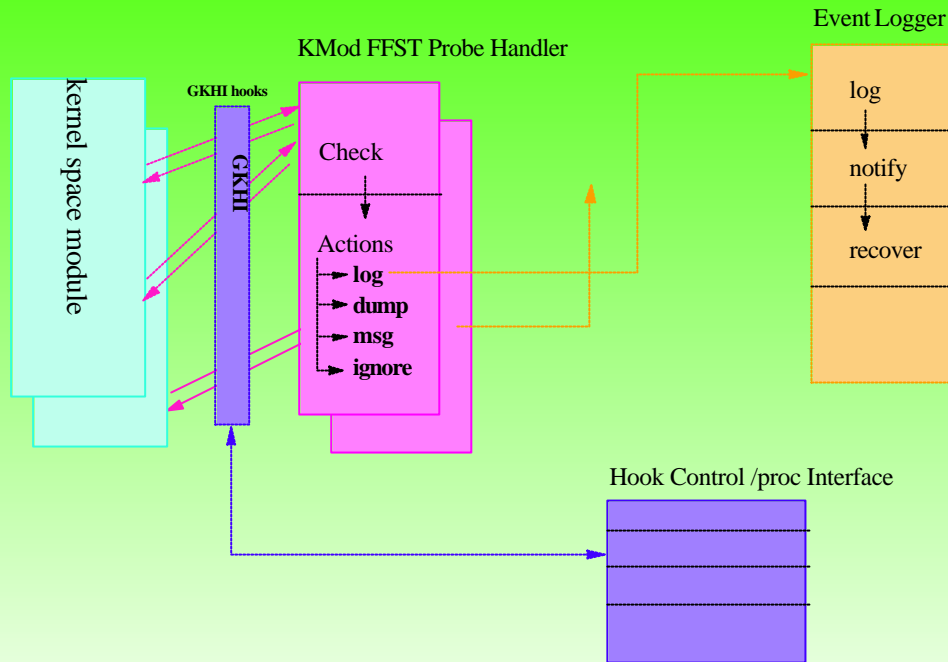 Event Logger
KMod FFST Probe Handler
GKHI hooks
kernel space module
GKHI
Check
Actions
log
dump
msg
ignore
log
notify
recover
Hook Control /proc Interface